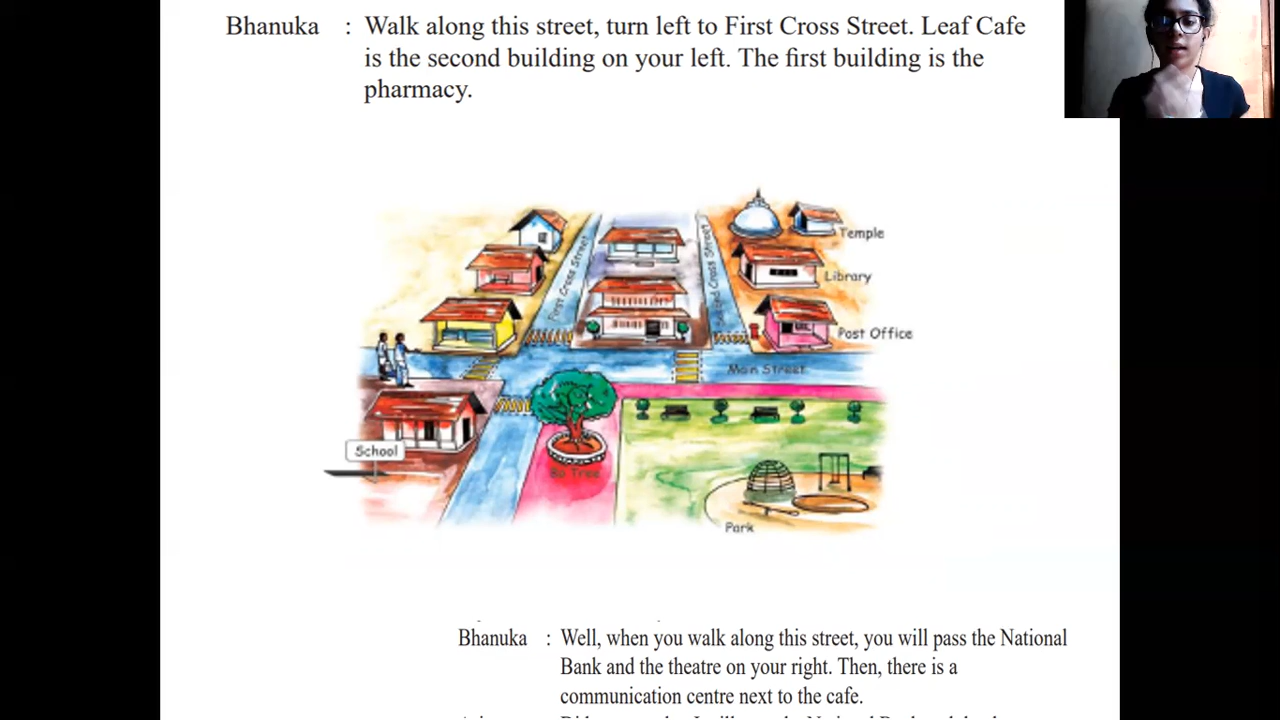 Bhanuka : Walk along this street, turn left to First Cross Street. Leaf Cafe
is the second building on your left. The first building is the
pharmacy.
Temple
First Cross Street
Cross Street
Library
Post Office
Main Street
School
Bo Tree
Park
Bhanuka : Well, when you walk along this street, you will pass the National
Bank and the theatre on your right. Then, there is a
communication centre next to the cafe.